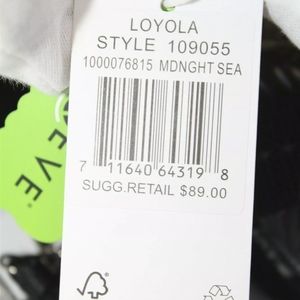 LOYOLA
STYLE 109055
1000076815 MDNGHT SEA
7 11640 64319 8
SUGG.RETAIL $89.00